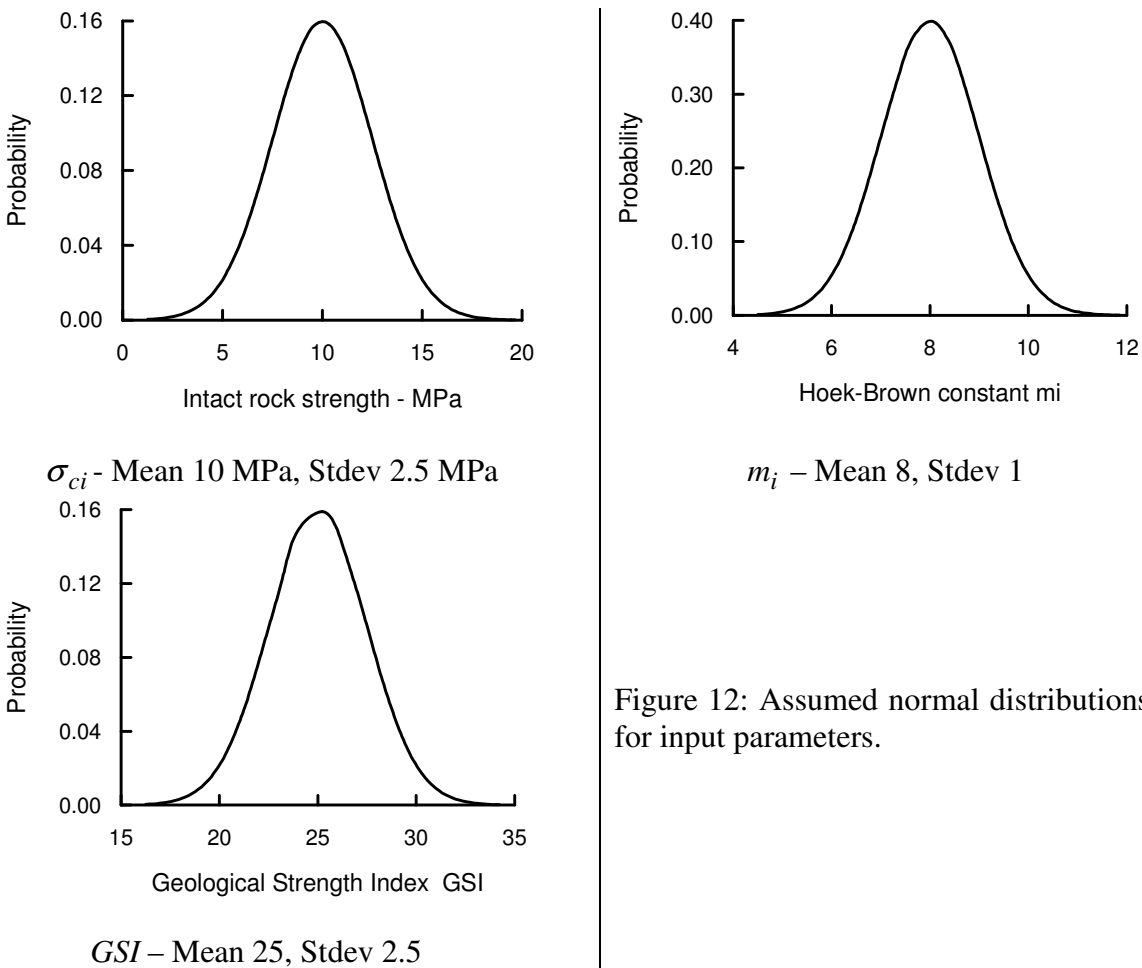 0.16
0.12
0.08
0.04
0.00
Probability
0 5 10 15 20
Intact rock strength - MPa
σci - Mean 10 MPa, Stdev 2.5 MPa
0.40
0.30
0.20
0.10
0.00
Probability
4 6 8 10 12
Hoek-Brown constant mi
mi – Mean 8, Stdev 1
0.16
0.12
0.08
0.04
0.00
Probability
15 20 25 30 35
Geological Strength Index GSI
GSI – Mean 25, Stdev 2.5
Figure 12: Assumed normal distributions
for input parameters.